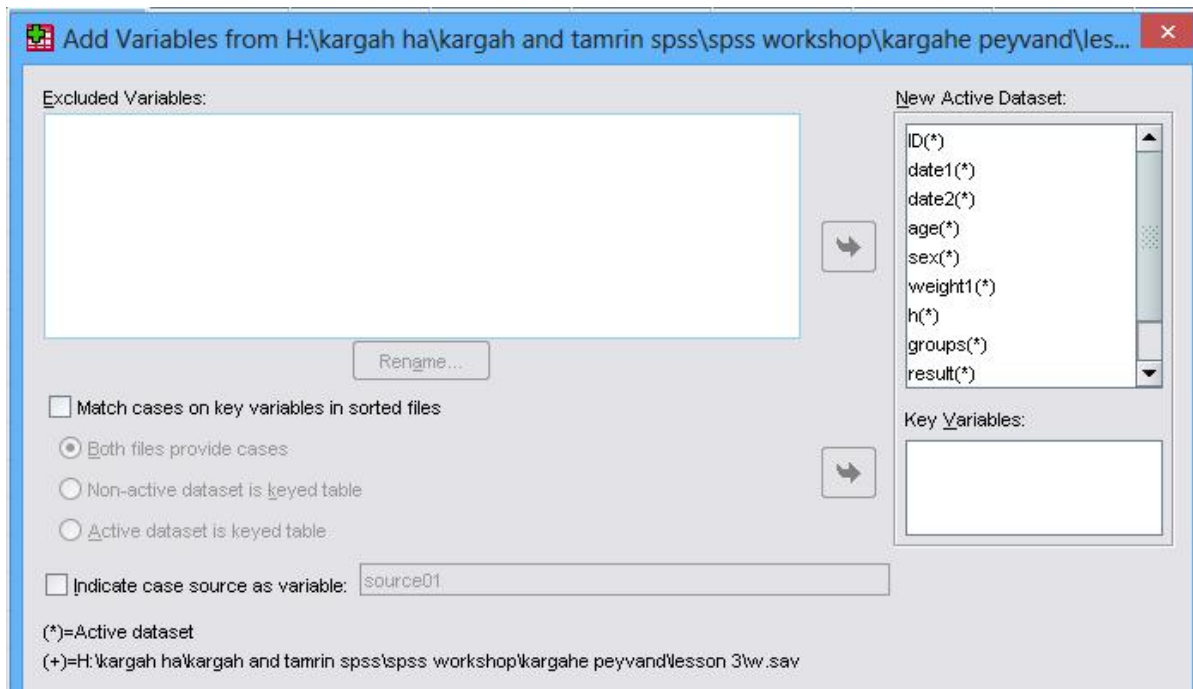 Add Variables from H:\kargah ha\kargah and tamrin spss\spss workshop\kargahe peyvand\les...
Excluded Variables:
New Active Dataset:
ID(*)
date1(*)
date2(*)
age(*)
sex(*)
weight1(*)
h(*)
groups(*)
result(*)
Rename...
Match cases on key variables in sorted files
Key Variables:
Both files provide cases
Non-active dataset is keyed table
Active dataset is keyed table
Indicate case source as variable: source01
(*)=Active dataset
(+)=H:\kargah ha\kargah and tamrin spss\spss workshop\kargahe peyvand\lesson 3\w.sav